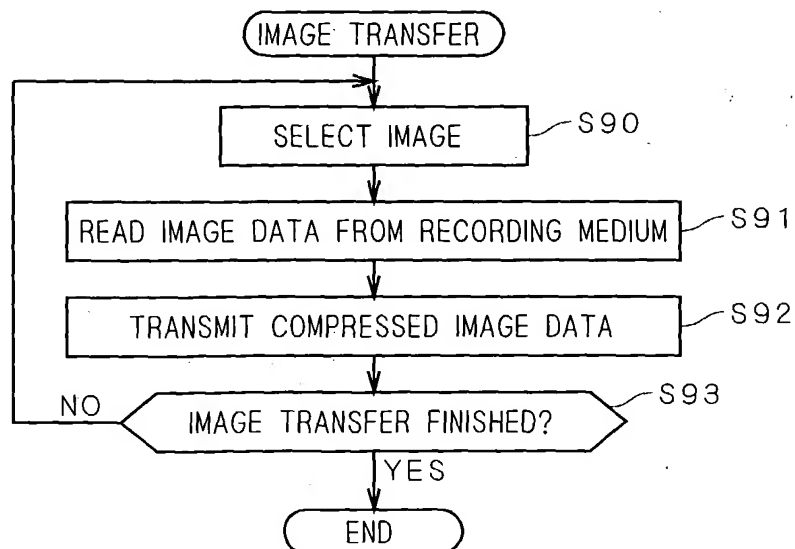 IMAGE TRANSFER
SELECT IMAGE
S90
READ IMAGE DATA FROM RECORDING MEDIUM
S91
TRANSMIT COMPRESSED IMAGE DATA
S92
IMAGE TRANSFER FINISHED?
S93
NO
YES
END